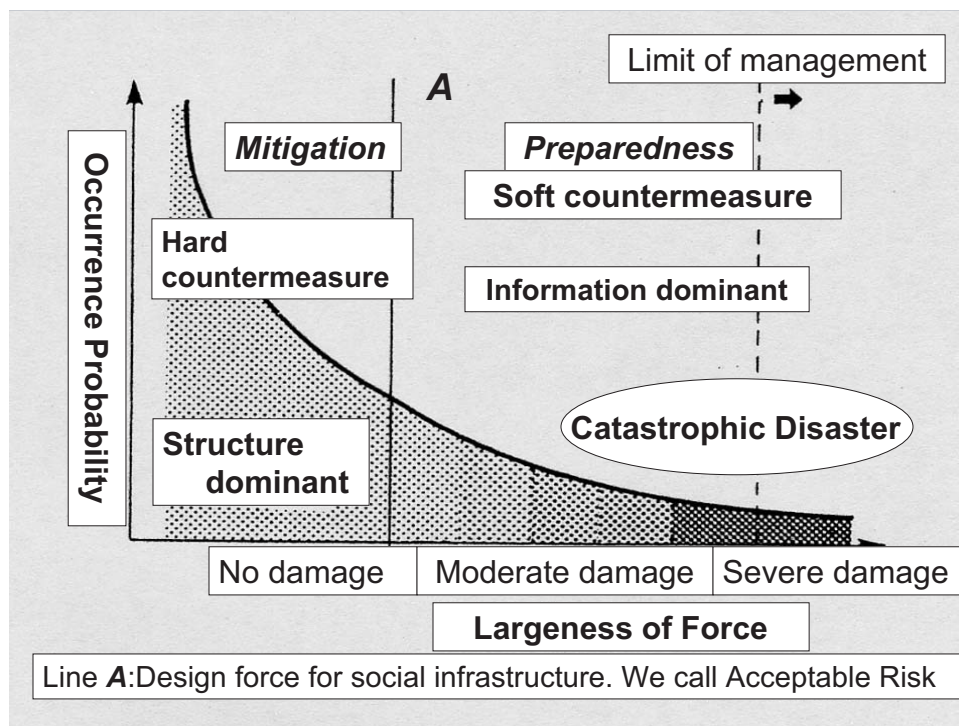 Limit of management
A
Mitigation
Preparedness
Soft countermeasure
Occurrence Probability
Hard
countermeasure
Information dominant
Catastrophic Disaster
Structure
dominant
No damage
Moderate damage
Severe damage
Largeness of Force
Line A:Design force for social infrastructure. We call Acceptable Risk